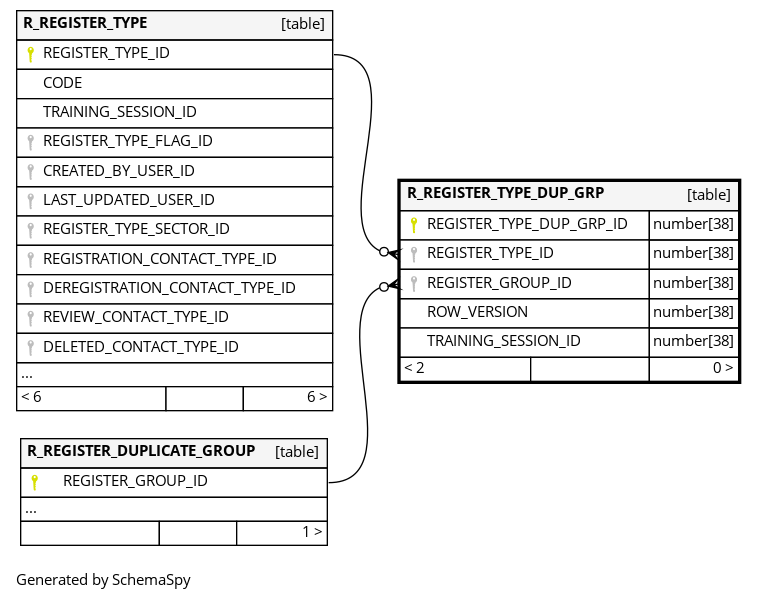 R_REGISTER_TYPE [table]
REGISTER_TYPE_ID
CODE
TRAINING_SESSION_ID
REGISTER_TYPE_FLAG_ID
CREATED_BY_USER_ID
LAST_UPDATED_USER_ID
REGISTER_TYPE_SECTOR_ID
REGISTRATION_CONTACT_TYPE_ID
DEREGISTRATION_CONTACT_TYPE_ID
REVIEW_CONTACT_TYPE_ID
DELETED_CONTACT_TYPE_ID
...
< 6 6 >
R_REGISTER_TYPE_DUP_GRP [table]
REGISTER_TYPE_DUP_GRP_ID number[38]
REGISTER_TYPE_ID number[38]
REGISTER_GROUP_ID number[38]
ROW_VERSION number[38]
TRAINING_SESSION_ID number[38]
< 2 0 >
R_REGISTER_DUPLICATE_GROUP [table]
REGISTER_GROUP_ID
...
1 >
Generated by SchemaSpy